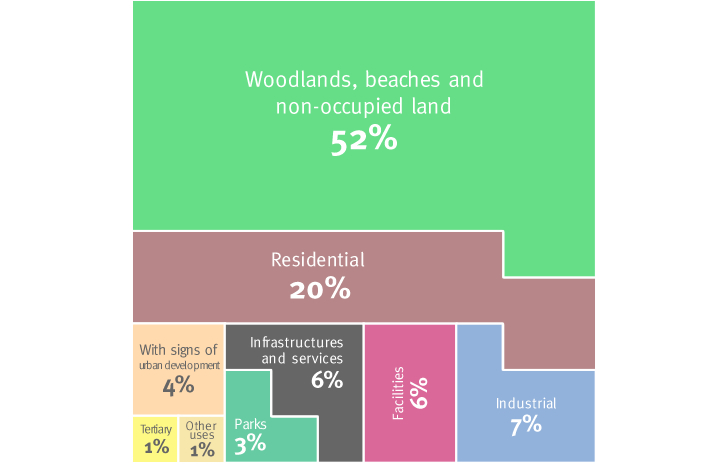 Woodlands, beaches and
non-occupied land
52%
Residential
20%
With signs of
urban development
4%
Infrastructures
and services
6%
Facilities
6%
Industrial
7%
Tertiary
1%
Other
uses
1%
Parks
3%